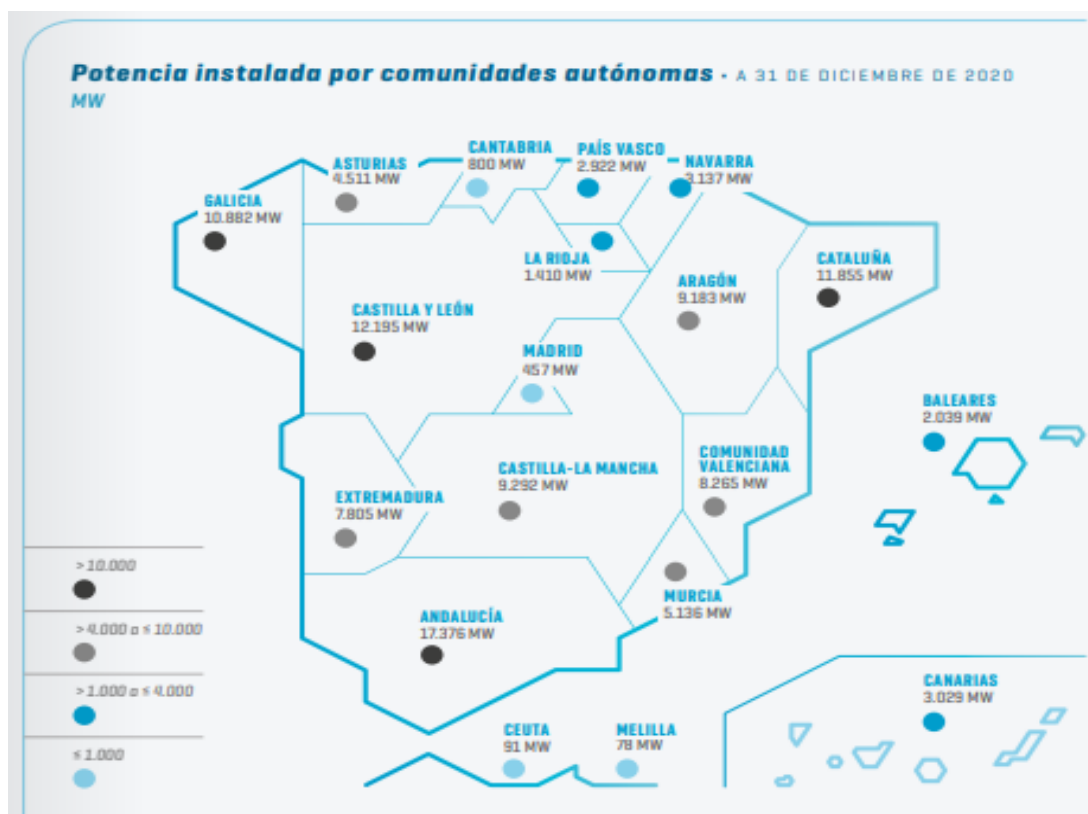 Potencia instalada por comunidades autónomas • A 31 DE DICIEMBRE DE 2020
MW
ASTURIAS
4.511 MW
CANTABRIA
800 MW
PAÍS VASCO
2.922 MW
NAVARRA
3.137 MW
GALICIA
10.882 MW
LA RIOJA
1.410 MW
ARAGÓN
9.183 MW
CATALUÑA
11.855 MW
CASTILLA Y LEÓN
12.195 MW
MADRID
457 MW
BALEARES
2.039 MW
COMUNIDAD
VALENCIANA
8.265 MW
CASTILLA-LA MANCHA
9.292 MW
EXTREMADURA
7.805 MW
MURCIA
5.136 MW
ANDALUCÍA
17.376 MW
CANARIAS
3.029 MW
CEUTA
91 MW
MELILLA
78 MW
> 10.000
> 4.000 a ≤ 10.000
> 1.000 a ≤ 4.000
≤ 1.000